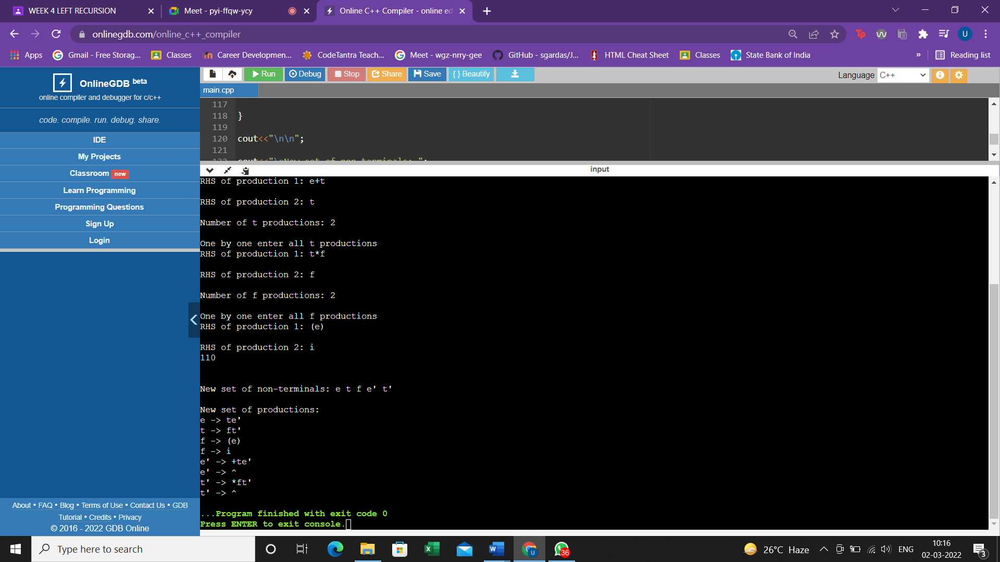 WEEK 4 LEFT RECURSION
Meet - pyi-ffqw-ycy
Online C++ Compiler - online ed
onlinegdb.com/online_c++_compiler
U
Apps
Gmail - Free Storag...
Classes
Career Developmen...
CodeTantra Teach...
Meet - wgz-nrry-gee
GitHub - sgardas/J...
HTML Cheat Sheet
Classes
State Bank of India
»
Reading list
OnlineGDB beta
online compiler and debugger for c/c++
code. compile. run. debug. share.
IDE
My Projects
Classroom new
Learn Programming
Programming Questions
Sign Up
Login
About • FAQ • Blog • Terms of Use • Contact Us • GDB
Tutorial • Credits • Privacy
© 2016 - 2022 GDB Online
Run
Debug
Stop
Share
Save
{ } Beautify
Language C++
main.cpp
117
118 }
119
120 cout<<"\n\n";
121
122 cout<<"\nNew set of non-terminals: ";
input
RHS of production 1: e+t
RHS of production 2: t
Number of t productions: 2
One by one enter all t productions
RHS of production 1: t*f
RHS of production 2: f
Number of f productions: 2
One by one enter all f productions
RHS of production 1: (e)
RHS of production 2: i
110
New set of non-terminals: e t f e' t'
New set of productions:
e -> te'
t -> ft'
f -> (e)
f -> i
e' -> +te'
e' -> ^
t' -> *ft'
t' -> ^
...Program finished with exit code 0
Press ENTER to exit console.
Type here to search
36
26°C Haze
ENG
10:16
02-03-2022
3